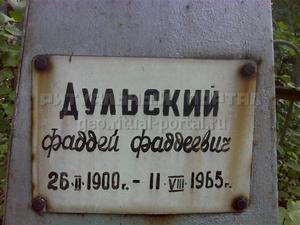 ДУЛЬСКИЙ
Фаддей Фаддеевич
26·II·1900г.- 11·VIII·1965г.
geo.ritual-portal.ru